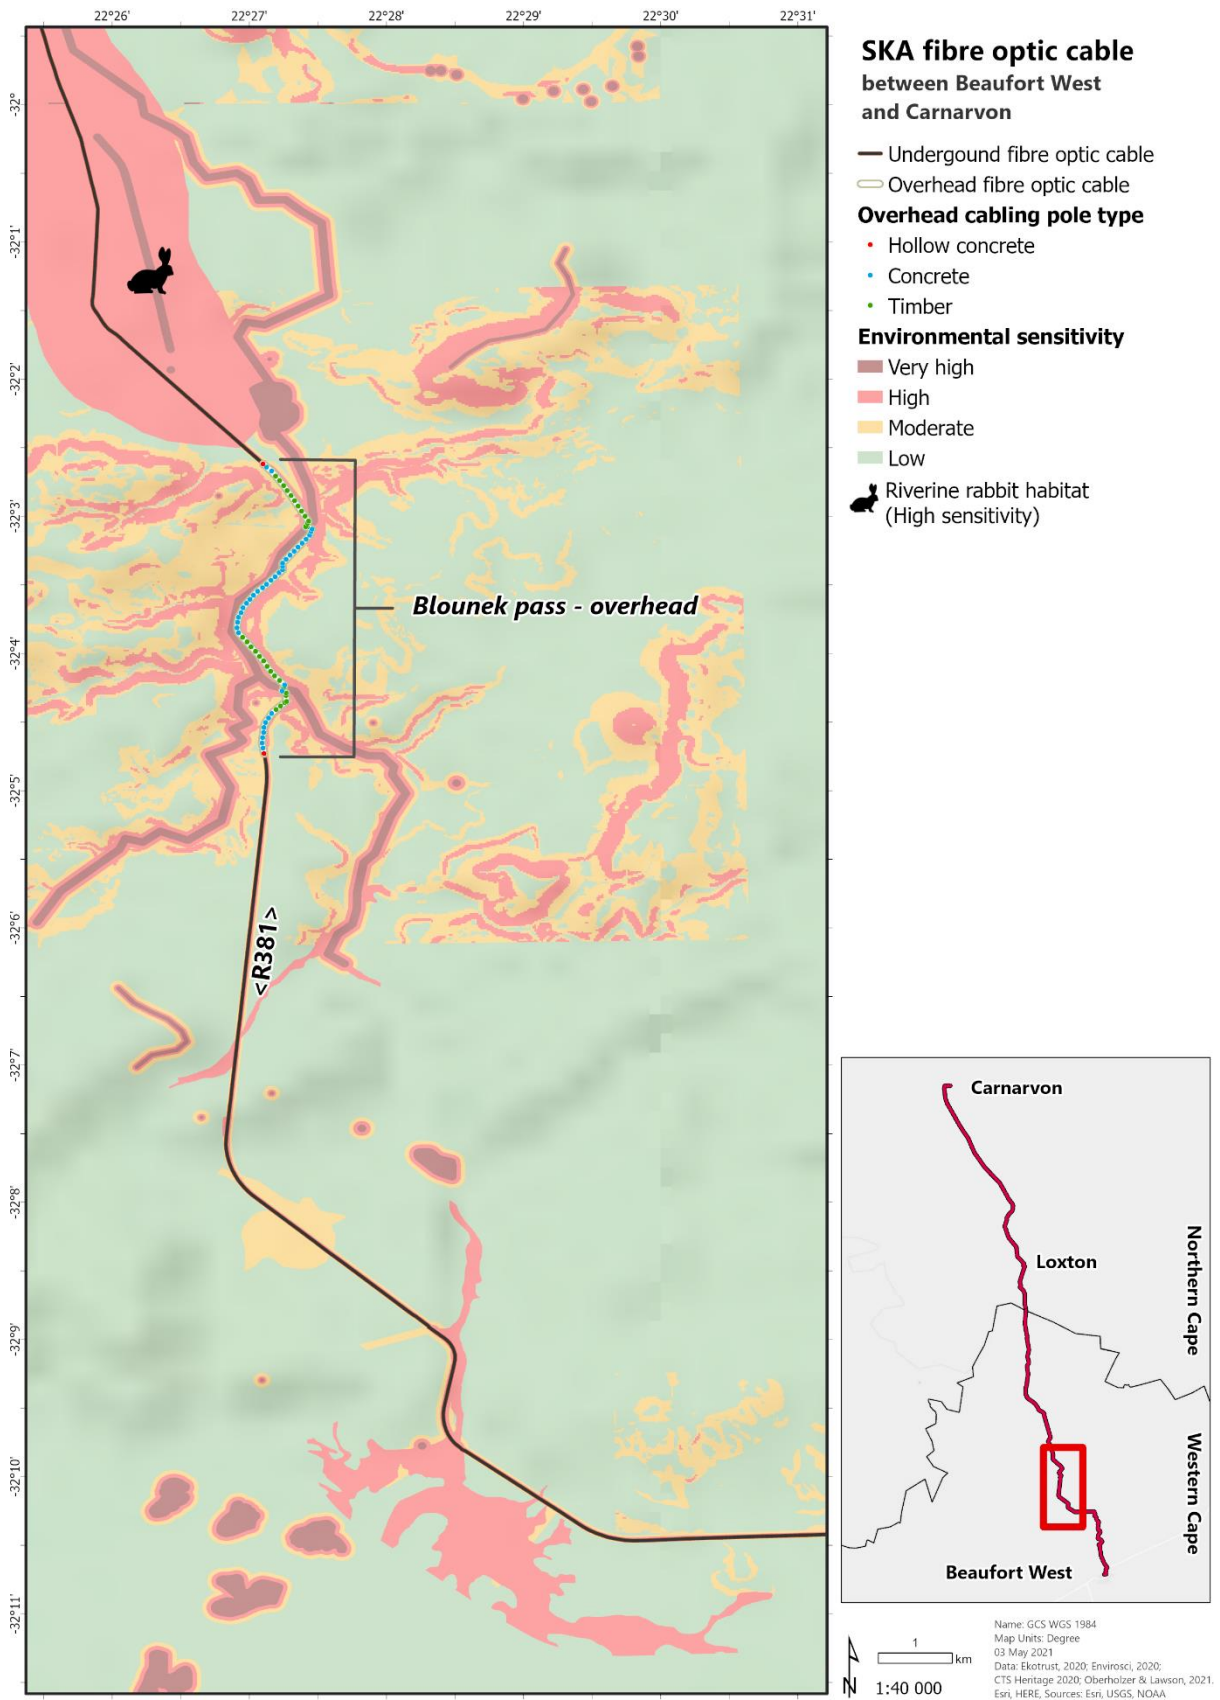 22°26'
22°27'
22°28'
22°29'
22°30'
22°31'
-32°
-32°1'
-32°2'
-32°3'
-32°4'
-32°5'
-32°6'
-32°7'
-32°8'
-32°9'
-32°10'
-32°11'
Blounek pass - overhead
<R381>
SKA fibre optic cable
between Beaufort West
and Carnarvon
Undergound fibre optic cable
Overhead fibre optic cable
Overhead cabling pole type
Hollow concrete
Concrete
Timber
Environmental sensitivity
Very high
High
Moderate
Low
Riverine rabbit habitat
(High sensitivity)
Carnarvon
Loxton
Northern Cape
Western Cape
Beaufort West
N
1
km
1:40 000
Name: GCS WGS 1984
Map Units: Degree
03 May 2021
Data: Ekotrust, 2020; Envirosci, 2020;
CTS Heritage 2020; Oberholzer & Lawson, 2021.
Esri, HERE, Sources: Esri, USGS, NOAA